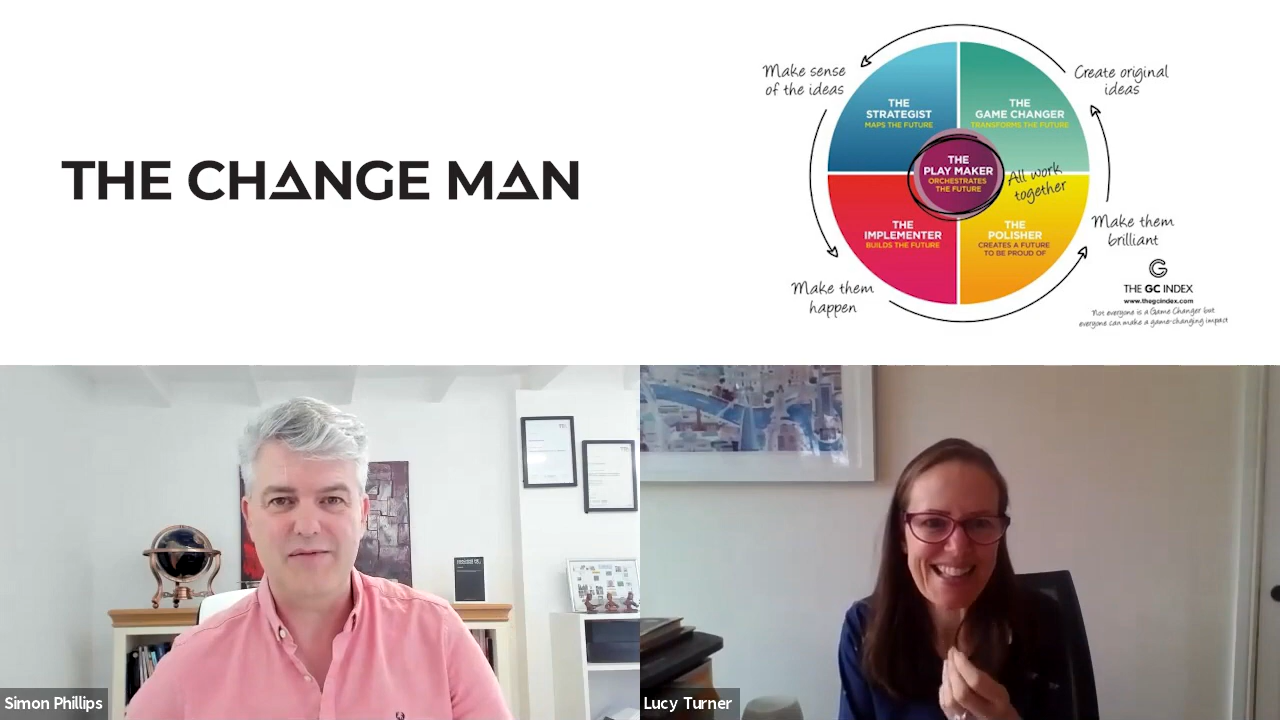 THE CHANGE MAN
Make sense
of the ideas
Create original
ideas
THE
STRATEGIST
MAPS THE FUTURE
THE
GAME CHANGER
TRANSFORMS THE FUTURE
THE
PLAY MAKER
ORCHESTRATES
THE FUTURE
All work
together
THE
IMPLEMENTER
BUILDS THE FUTURE
THE
POLISHER
CREATES A FUTURE
TO BE PROUD OF
Make them
brilliant
Make them
happen
THE GC INDEX
www.thegcindex.com
Not everyone is a Game Changer but
everyone can make a game-changing impact
Simon Phillips
Lucy Turner